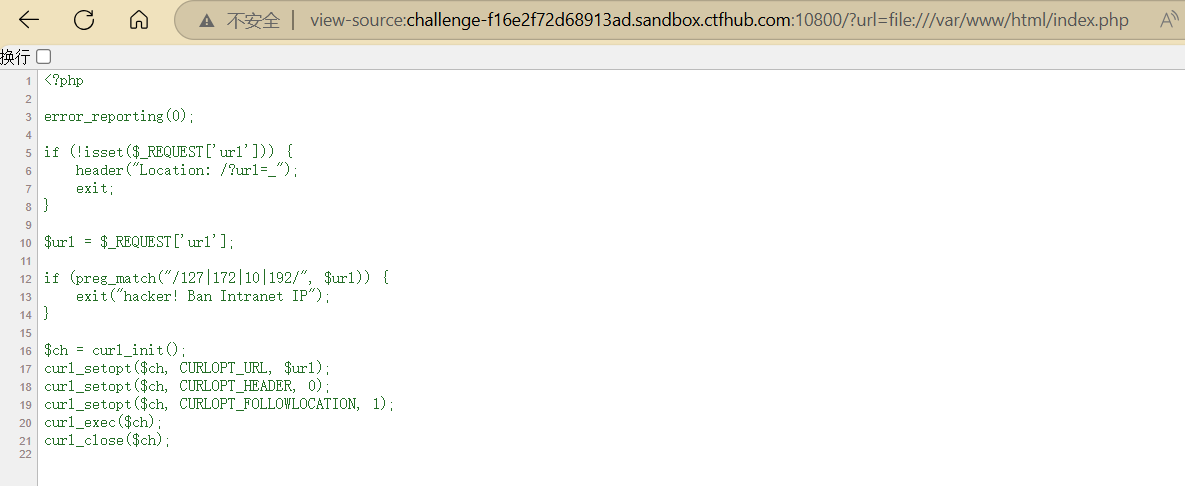 不安全 | view-source:challenge-f16e2f72d68913ad.sandbox.ctfhub.com:10800/?url=file:///var/www/html/index.php A
换行
1 <?php
2
3 error_reporting(0);
4
5 if (!isset($_REQUEST['url'])) {
6 header("Location: /?url=_");
7 exit;
8 }
9
10 $url = $_REQUEST['url'];
11
12 if (preg_match("/127|172|10|192/", $url)) {
13 exit("hacker! Ban Intranet IP");
14 }
15
16 $ch = curl_init();
17 curl_setopt($ch, CURLOPT_URL, $url);
18 curl_setopt($ch, CURLOPT_HEADER, 0);
19 curl_setopt($ch, CURLOPT_FOLLOWLOCATION, 1);
20 curl_exec($ch);
21 curl_close($ch);
22